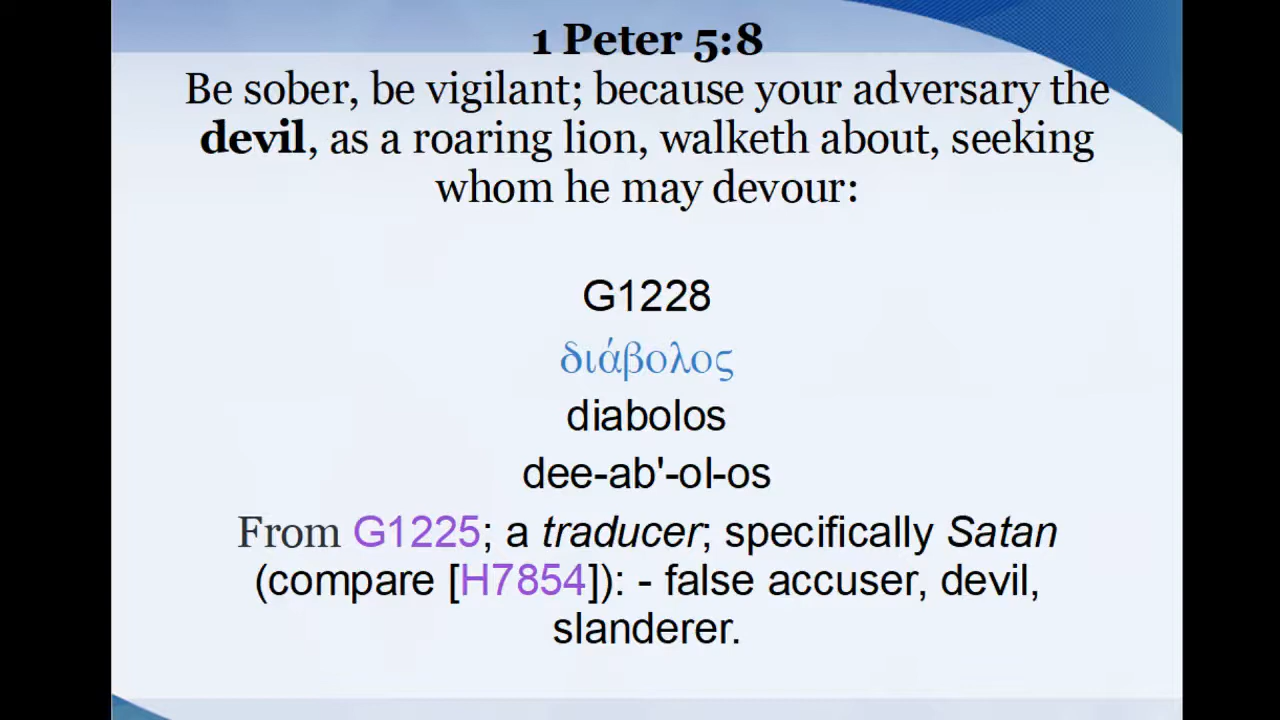 1 Peter 5:8
Be sober, be vigilant; because your adversary the
devil, as a roaring lion, walketh about, seeking
whom he may devour:
G1228
διάβολος
diabolos
dee-ab'-ol-os
From G1225; a traducer; specifically Satan
(compare [H7854]): - false accuser, devil,
slanderer.